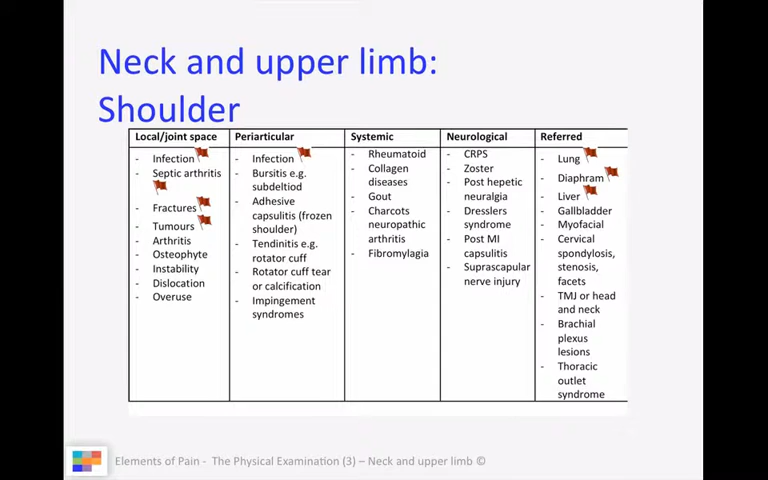 Neck and upper limb:
Shoulder
Local/joint space
- Infection
- Septic arthritis
- Fractures
- Tumours
- Arthritis
- Osteophyte
- Instability
- Dislocation
- Overuse
Periarticular
- Infection
- Bursitis e.g.
subdeltiod
- Adhesive
capsulitis (frozen
shoulder)
- Tendinitis e.g.
rotator cuff
- Rotator cuff tear
or calcification
- Impingement
syndromes
Systemic
- Rheumatoid
- Collagen
diseases
- Gout
- Charcots
neuropathic
arthritis
- Fibromylagia
Neurological
- CRPS
- Zoster
- Post hepetic
neuralgia
- Dresslers
syndrome
- Post MI
capsulitis
- Suprascapular
nerve injury
Referred
- Lung
- Diaphram
- Liver
- Gallbladder
- Myofacial
- Cervical
spondylosis,
stenosis,
facets
- TMJ or head
and neck
- Brachial
plexus
lesions
- Thoracic
outlet
syndrome
Elements of Pain - The Physical Examination (3) – Neck and upper limb ©